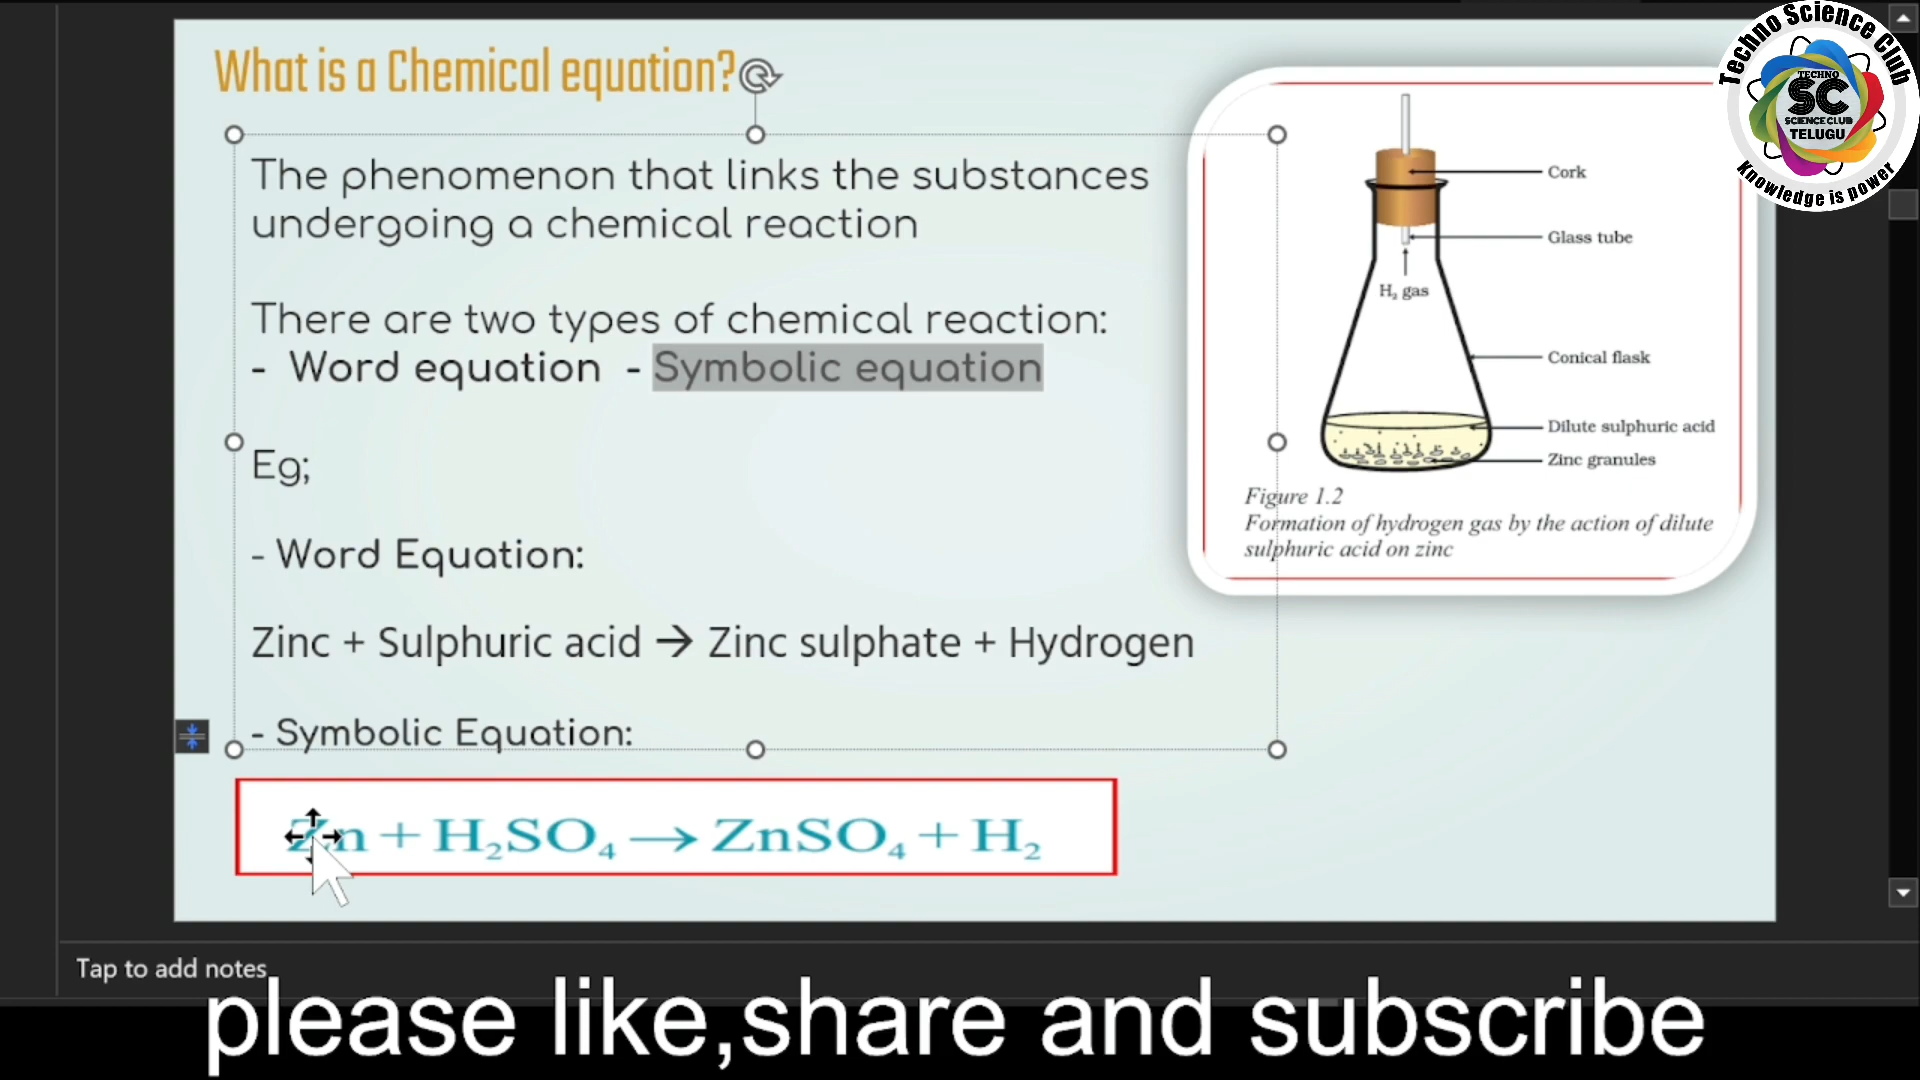 What is a Chemical equation?
The phenomenon that links the substances
undergoing a chemical reaction
There are two types of chemical reaction:
- Word equation - Symbolic equation
Eg;
- Word Equation:
Zinc + Sulphuric acid → Zinc sulphate + Hydrogen
- Symbolic Equation:
Zn + H₂SO₄ → ZnSO₄ + H₂
Cork
Glass tube
H₂ gas
Conical flask
Dilute sulphuric acid
Zinc granules
Figure 1.2
Formation of hydrogen gas by the action of dilute
sulphuric acid on zinc
Techno Science Club
TECHNO
SC
SCIENCE CLUB
TELUGU
Knowledge is power
Tap to add notes
please like,share and subscribe